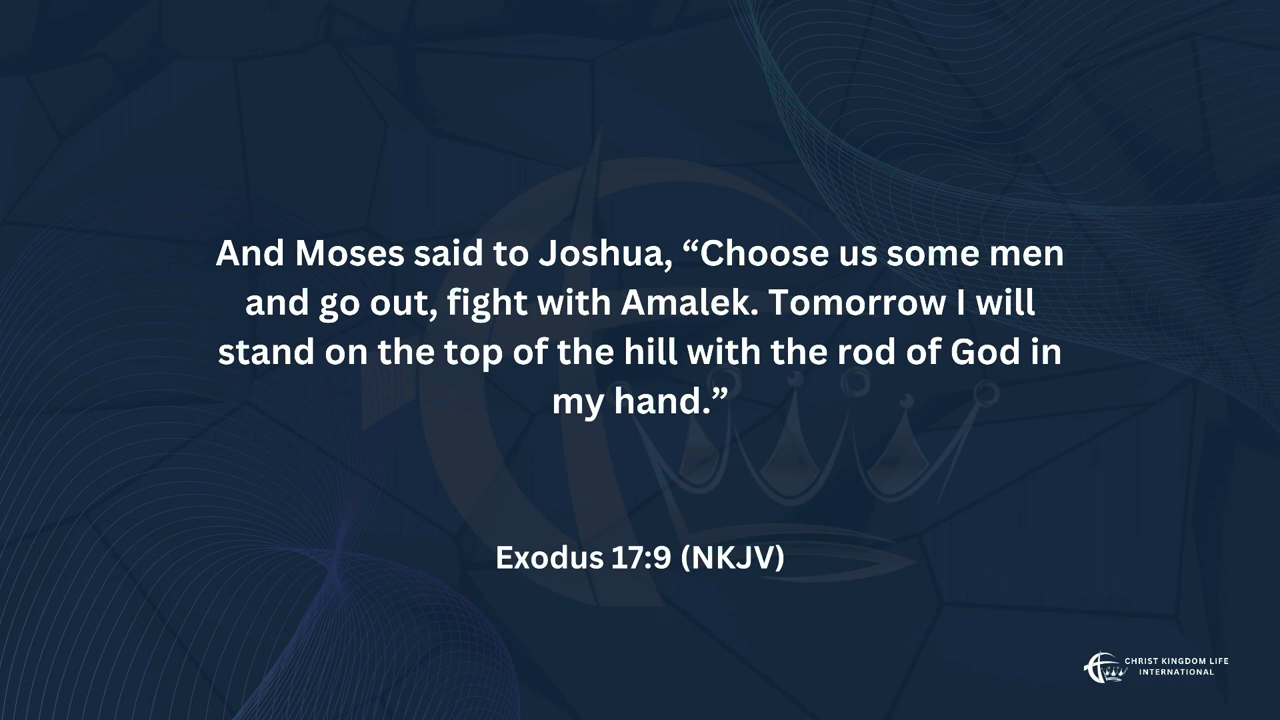 And Moses said to Joshua, “Choose us some men
and go out, fight with Amalek. Tomorrow I will
stand on the top of the hill with the rod of God in
my hand.”
Exodus 17:9 (NKJV)
CHRIST KINGDOM LIFE
INTERNATIONAL